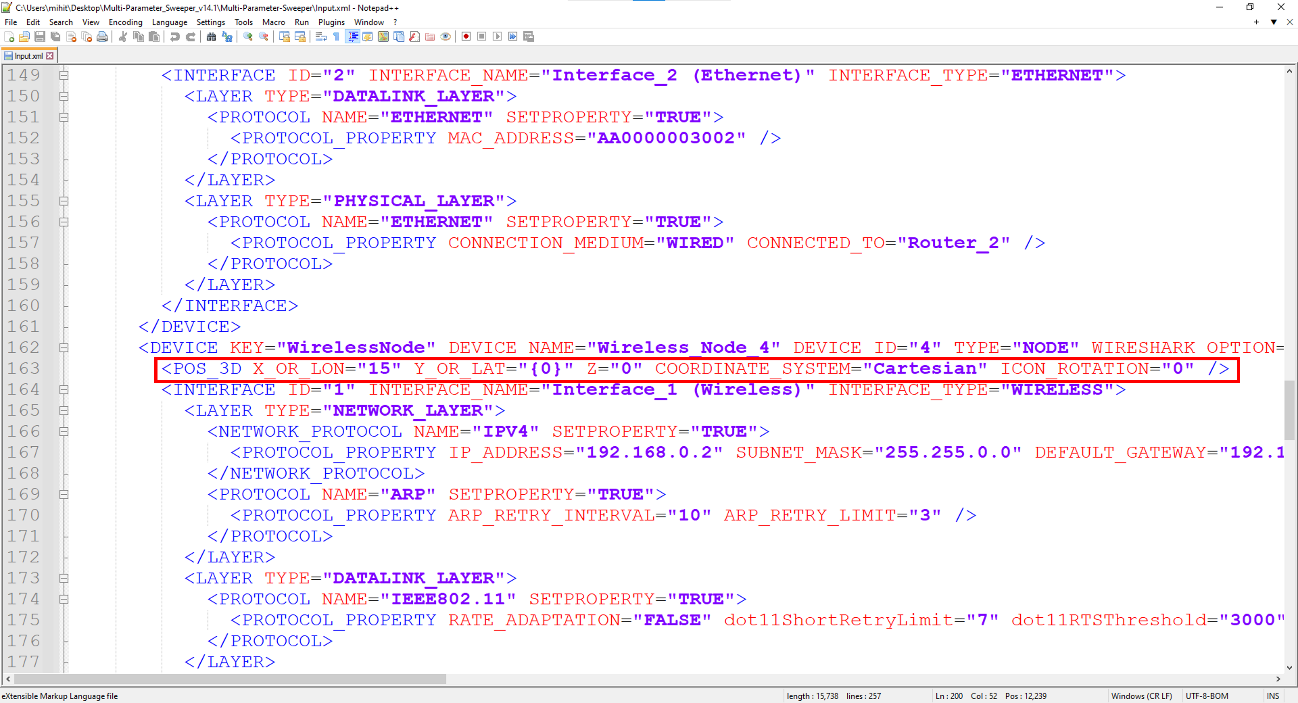 C:\Users\mihit\Desktop\Multi-Parameter_Sweeper_v14.1\Multi-Parameter-Sweeper\Input.xml - Notepad++
File Edit Search View Encoding Language Settings Tools Macro Run Plugins Window ?
Input.xml
149 <INTERFACE ID="2" INTERFACE_NAME="Interface_2 (Ethernet)" INTERFACE_TYPE="ETHERNET">
150 <LAYER TYPE="DATALINK_LAYER">
151 <PROTOCOL NAME="ETHERNET" SETPROPERTY="TRUE">
152 <PROTOCOL_PROPERTY MAC_ADDRESS="AA0000003002" />
153 </PROTOCOL>
154 </LAYER>
155 <LAYER TYPE="PHYSICAL_LAYER">
156 <PROTOCOL NAME="ETHERNET" SETPROPERTY="TRUE">
157 <PROTOCOL_PROPERTY CONNECTION_MEDIUM="WIRED" CONNECTED_TO="Router_2" />
158 </PROTOCOL>
159 </LAYER>
160 </INTERFACE>
161 </DEVICE>
162 <DEVICE KEY="WirelessNode" DEVICE_NAME="Wireless_Node_4" DEVICE_ID="4" TYPE="NODE" WIRESHARK_OPTION=
163 <POS_3D X_OR_LON="15" Y_OR_LAT="{0}" Z="0" COORDINATE_SYSTEM="Cartesian" ICON_ROTATION="0" />
164 <INTERFACE ID="1" INTERFACE_NAME="Interface_1 (Wireless)" INTERFACE_TYPE="WIRELESS">
165 <LAYER TYPE="NETWORK_LAYER">
166 <NETWORK_PROTOCOL NAME="IPV4" SETPROPERTY="TRUE">
167 <PROTOCOL_PROPERTY IP_ADDRESS="192.168.0.2" SUBNET_MASK="255.255.0.0" DEFAULT_GATEWAY="192.1
168 </NETWORK_PROTOCOL>
169 <PROTOCOL NAME="ARP" SETPROPERTY="TRUE">
170 <PROTOCOL_PROPERTY ARP_RETRY_INTERVAL="10" ARP_RETRY_LIMIT="3" />
171 </PROTOCOL>
172 </LAYER>
173 <LAYER TYPE="DATALINK_LAYER">
174 <PROTOCOL NAME="IEEE802.11" SETPROPERTY="TRUE">
175 <PROTOCOL_PROPERTY RATE_ADAPTATION="FALSE" dot11ShortRetryLimit="7" dot11RTSThreshold="3000"
176 </PROTOCOL>
177 </LAYER>
eXtensible Markup Language file length : 15,738 lines : 257 Ln : 200 Col : 52 Pos : 12,239 Windows (CR LF) UTF-8-BOM INS